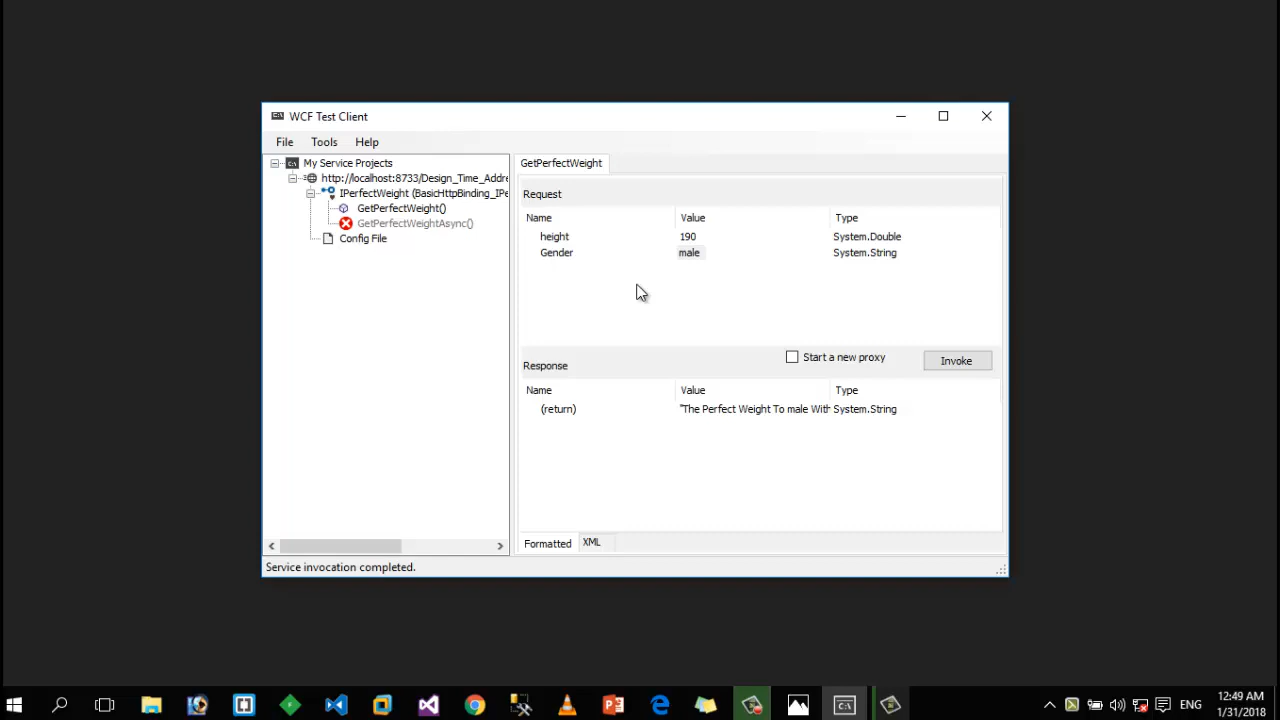 WCF Test Client
File Tools Help
My Service Projects
http://localhost:8733/Design_Time_Addre
IPerfectWeight (BasicHttpBinding_IPe
GetPerfectWeight()
GetPerfectWeightAsync()
Config File
GetPerfectWeight
Request
Name Value Type
height 190 System.Double
Gender male System.String
Start a new proxy Invoke
Response
Name Value Type
(return) "The Perfect Weight To male With System.String
Formatted XML
Service invocation completed.
ENG
12:49 AM
1/31/2018